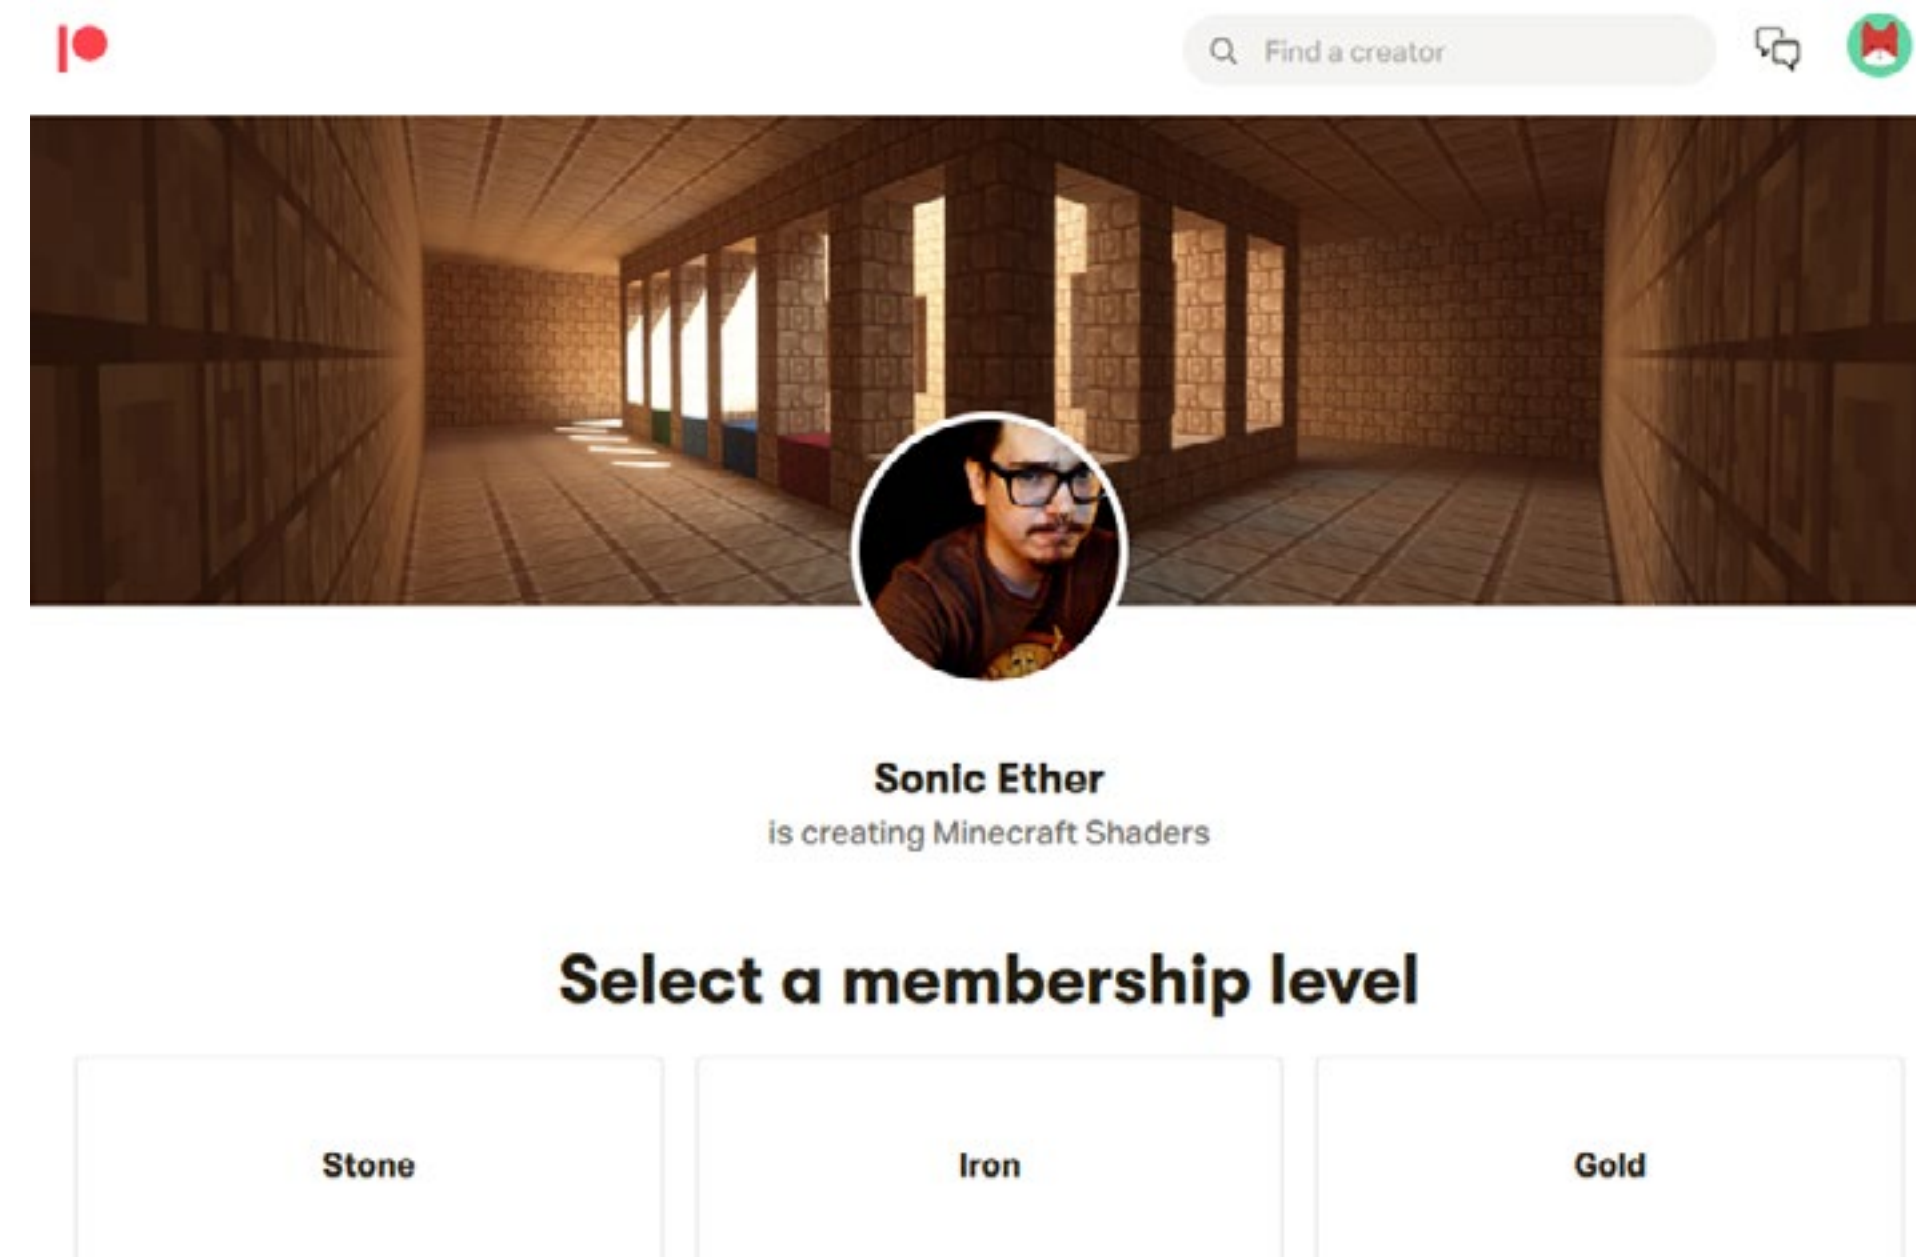 Find a creator
Sonic Ether
is creating Minecraft Shaders
Select a membership level
Stone
Iron
Gold